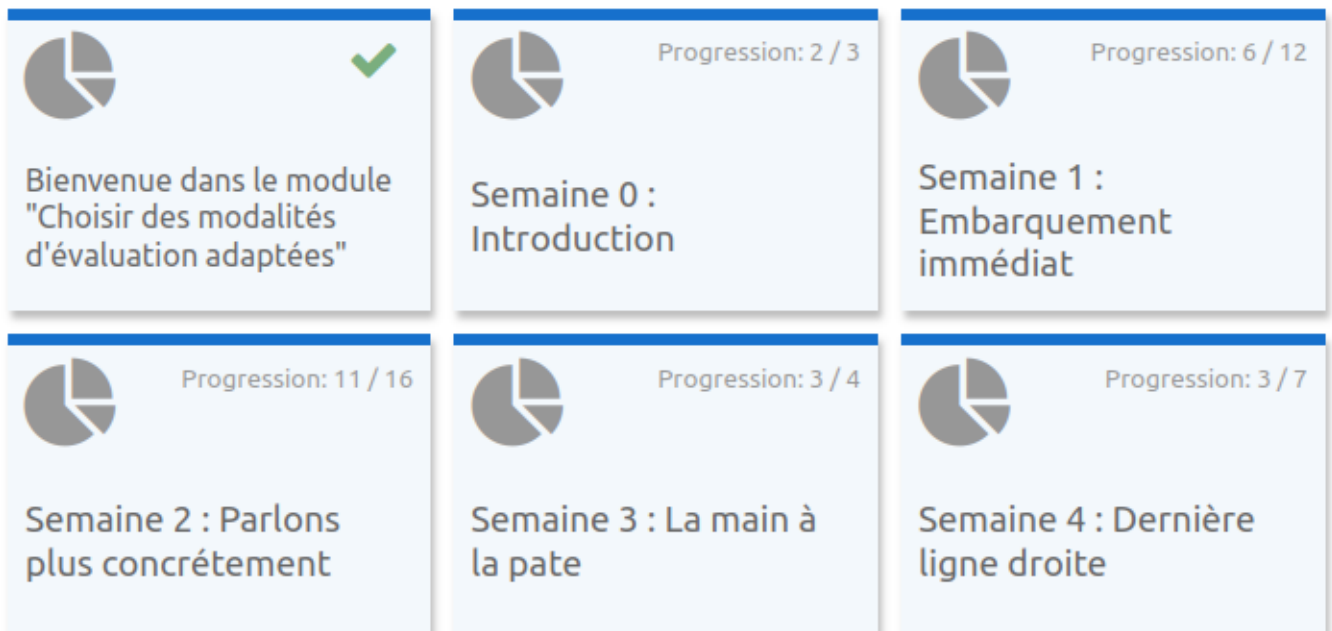 Bienvenue dans le module
"Choisir des modalités
d'évaluation adaptées"
Progression: 2 / 3
Semaine 0 :
Introduction
Progression: 6 / 12
Semaine 1 :
Embarquement
immédiat
Progression: 11 / 16
Semaine 2 : Parlons
plus concrétement
Progression: 3 / 4
Semaine 3 : La main à
la pate
Progression: 3 / 7
Semaine 4 : Dernière
ligne droite